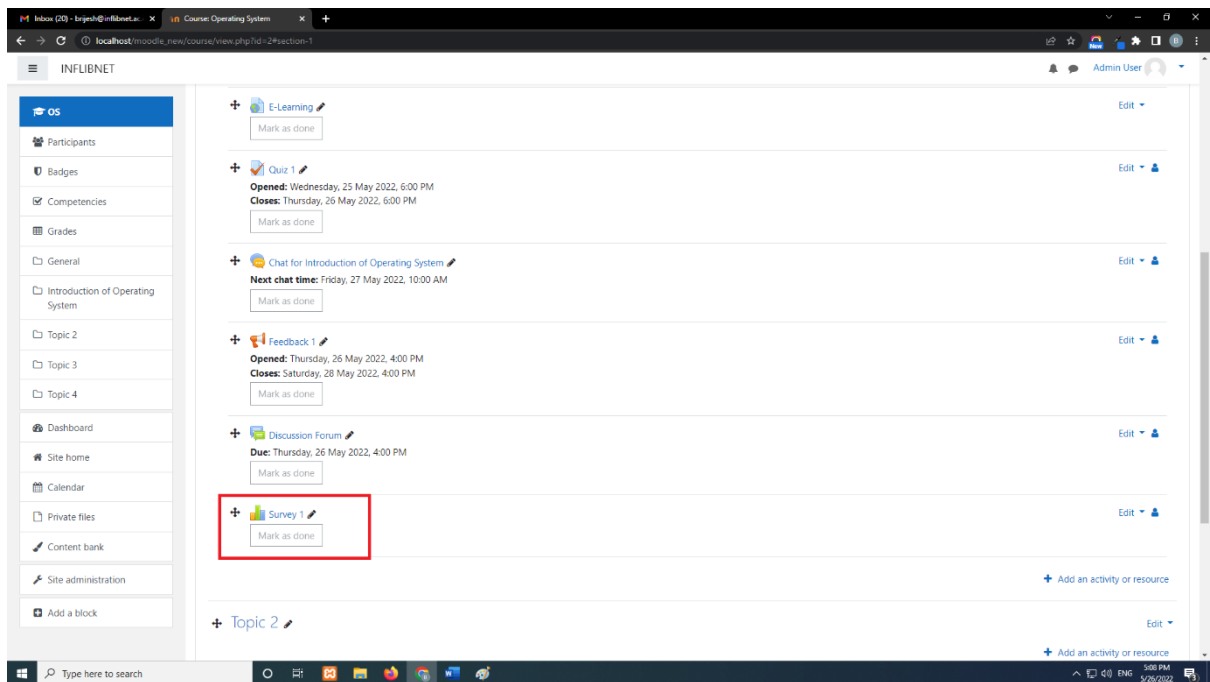 Inbox (20) - brijesh@inflibnet.ac.
Course: Operating System
localhost/moodle_new/course/view.php?id=2#section-1
New
B
INFLIBNET
Admin User
OS
Participants
Badges
Competencies
Grades
General
Introduction of Operating
System
Topic 2
Topic 3
Topic 4
Dashboard
Site home
Calendar
Private files
Content bank
Site administration
Add a block
E-Learning
Edit
Mark as done
Quiz 1
Edit
Opened: Wednesday, 25 May 2022, 6:00 PM
Closes: Thursday, 26 May 2022, 6:00 PM
Mark as done
Chat for Introduction of Operating System
Edit
Next chat time: Friday, 27 May 2022, 10:00 AM
Mark as done
Feedback 1
Edit
Opened: Thursday, 26 May 2022, 4:00 PM
Closes: Saturday, 28 May 2022, 4:00 PM
Mark as done
Discussion Forum
Edit
Due: Thursday, 26 May 2022, 4:00 PM
Mark as done
Survey 1
Edit
Mark as done
Add an activity or resource
Topic 2
Edit
Add an activity or resource
Type here to search
ENG
5:08 PM
5/26/2022